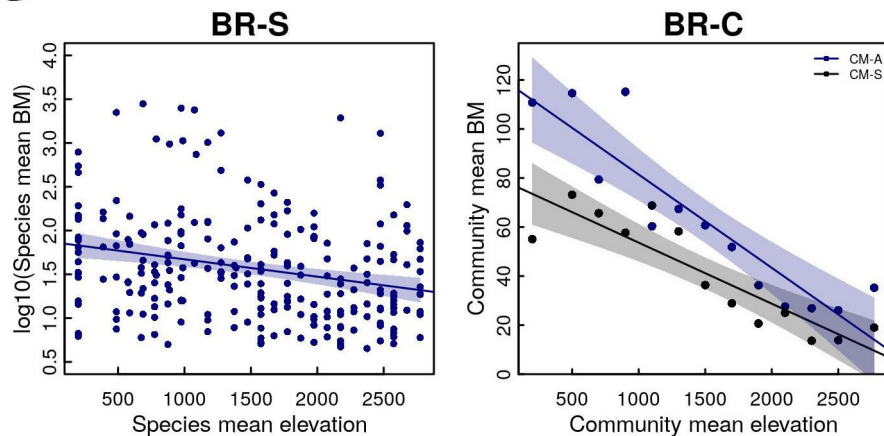 BR-S
4.0
3.5
3.0
2.5
2.0
1.5
1.0
0.5
log10(Species mean BM)
500 1000 1500 2000 2500
Species mean elevation
BR-C
CM-A
CM-S
120
100
80
60
40
20
0
Community mean BM
500 1000 1500 2000 2500
Community mean elevation